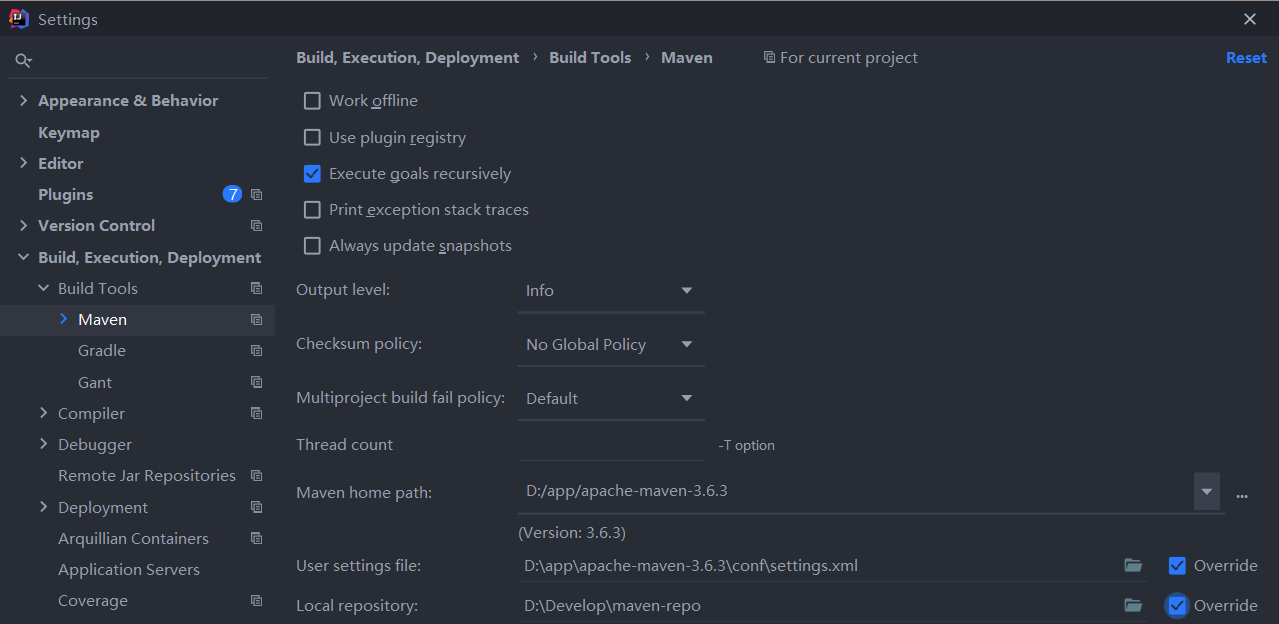 Settings
Build, Execution, Deployment › Build Tools › Maven For current project Reset
Appearance & Behavior
Keymap
Editor
Plugins 7
Version Control
Build, Execution, Deployment
Build Tools
Maven
Gradle
Gant
Compiler
Debugger
Remote Jar Repositories
Deployment
Arquillian Containers
Application Servers
Coverage
Work offline
Use plugin registry
Execute goals recursively
Print exception stack traces
Always update snapshots
Output level: Info
Checksum policy: No Global Policy
Multiproject build fail policy: Default
Thread count -T option
Maven home path: D:/app/apache-maven-3.6.3 ...
(Version: 3.6.3)
User settings file: D:\app\apache-maven-3.6.3\conf\settings.xml Override
Local repository: D:\Develop\maven-repo Override